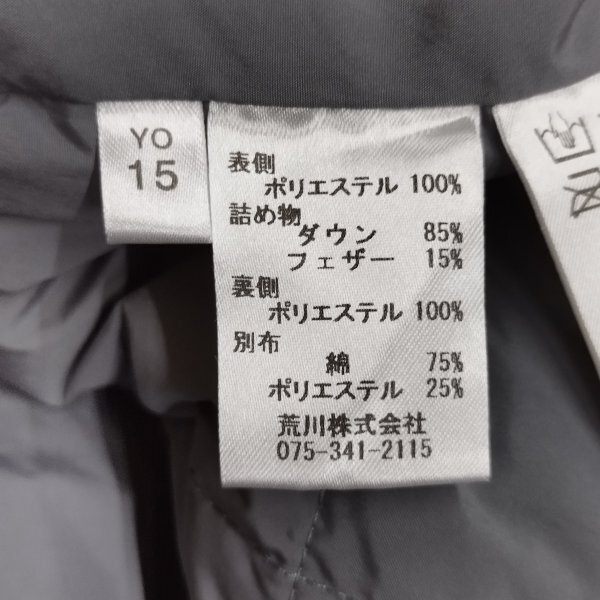 YO
15
表側
ポリエステル 100%
詰め物
ダウン 85%
フェザー 15%
裏側
ポリエステル 100%
別布
綿 75%
ポリエステル 25%
荒川株式会社
075-341-2115